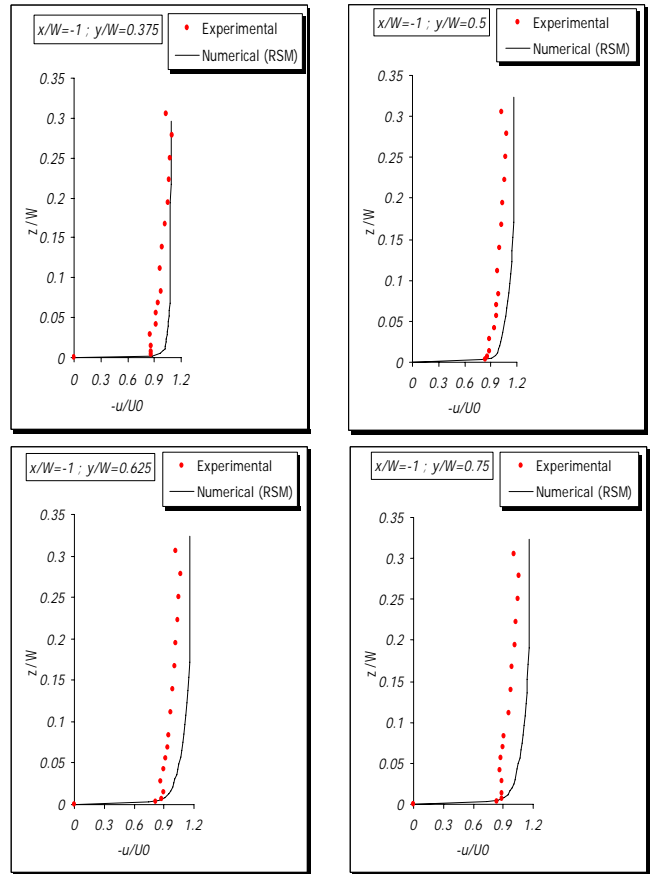 x/W=-1 ; y/W=0.375
Experimental
Numerical (RSM)
0.35
0.3
0.25
0.2
0.15
0.1
0.05
0
z/W
0 0.3 0.6 0.9 1.2
-u/U0
x/W=-1 ; y/W=0.5
Experimental
Numerical (RSM)
0.35
0.3
0.25
0.2
0.15
0.1
0.05
0
z/W
0 0.3 0.6 0.9 1.2
-u/U0
x/W=-1 ; y/W=0.625
Experimental
Numerical (RSM)
0.35
0.3
0.25
0.2
0.15
0.1
0.05
0
z/W
0 0.3 0.6 0.9 1.2
-u/U0
x/W=-1 ; y/W=0.75
Experimental
Numerical (RSM)
0.35
0.3
0.25
0.2
0.15
0.1
0.05
0
z/W
0 0.3 0.6 0.9 1.2
-u/U0